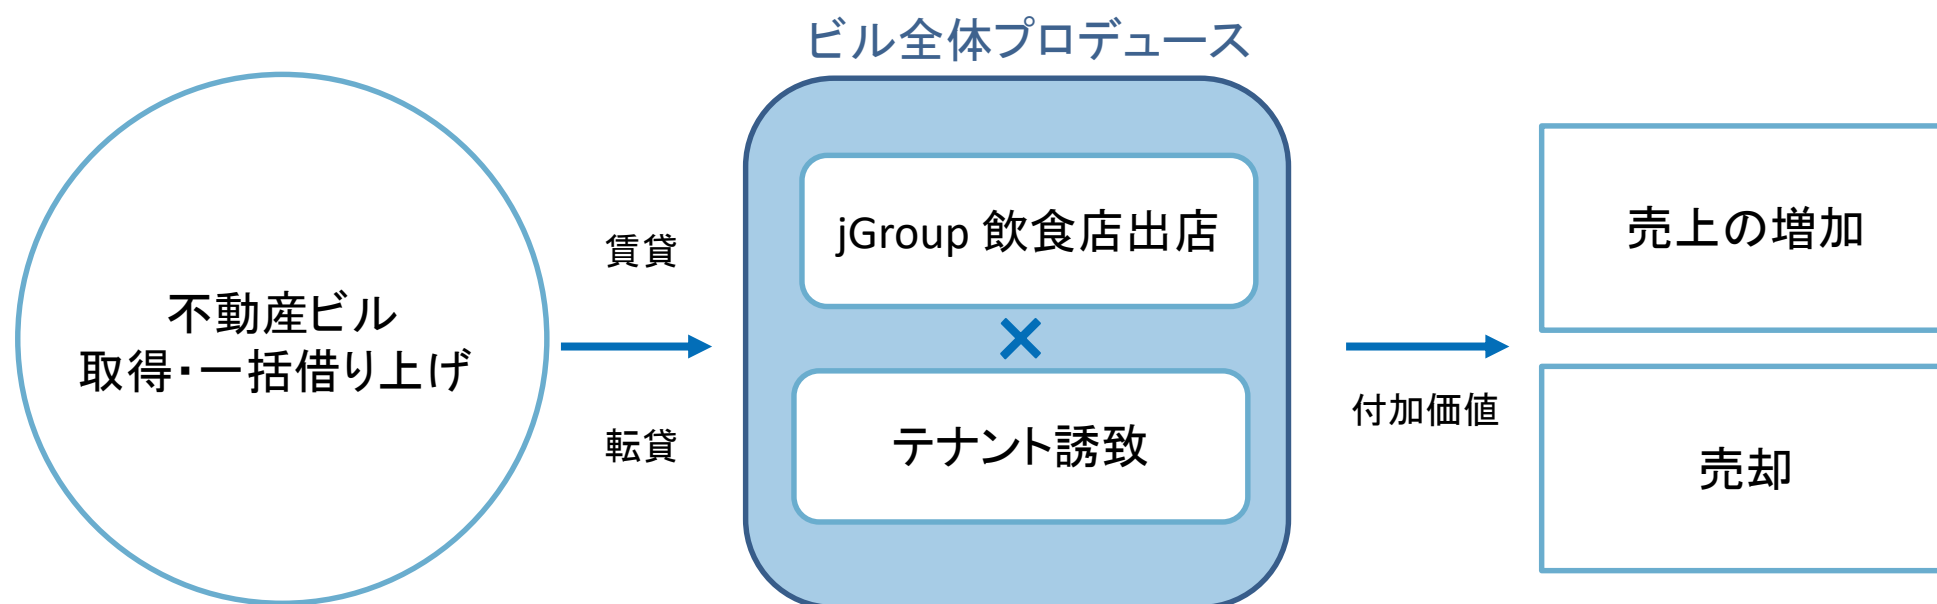 ビル全体プロデュース
不動産ビル
取得・一括借り上げ
賃貸
転貸
jGroup 飲食店出店
×
テナント誘致
付加価値
売上の増加
売却